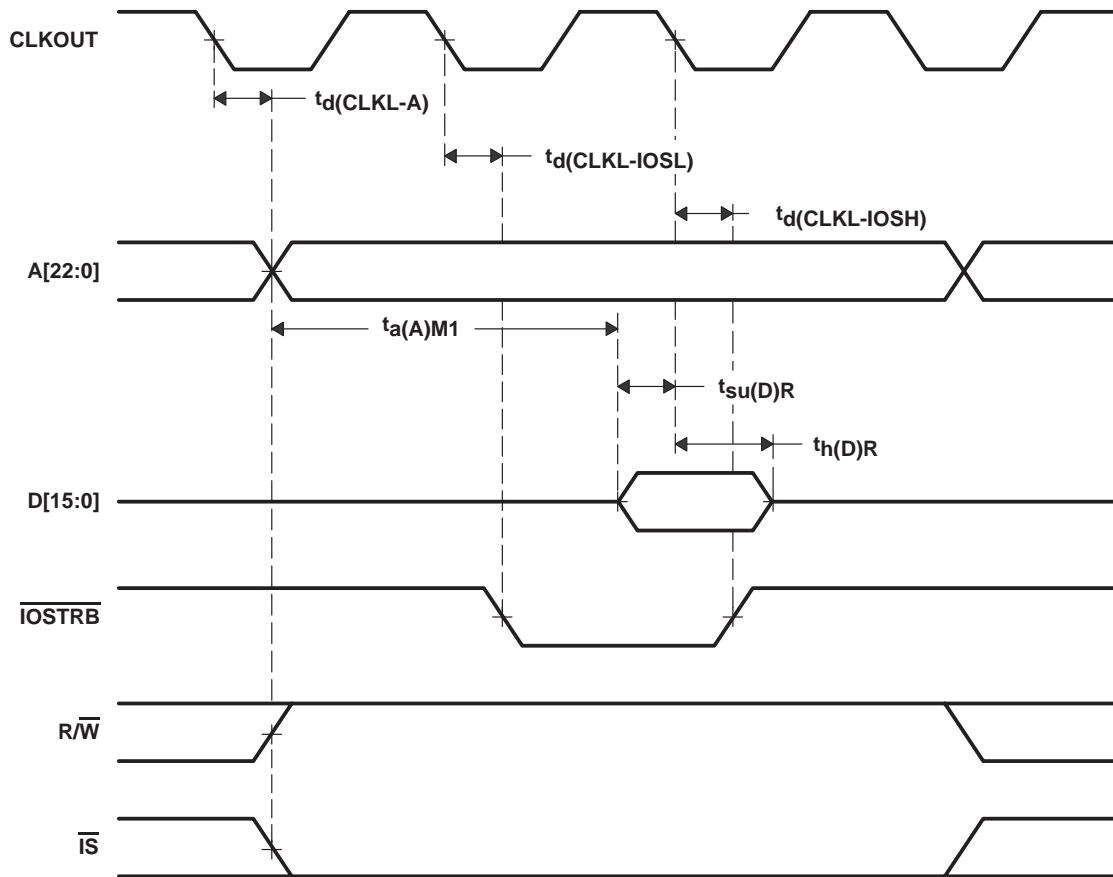 CLKOUT
td(CLKL-A)
td(CLKL-IOSL)
td(CLKL-IOSH)
A[22:0]
ta(A)M1
tsu(D)R
th(D)R
D[15:0]
IOSTRB
R/W
IS